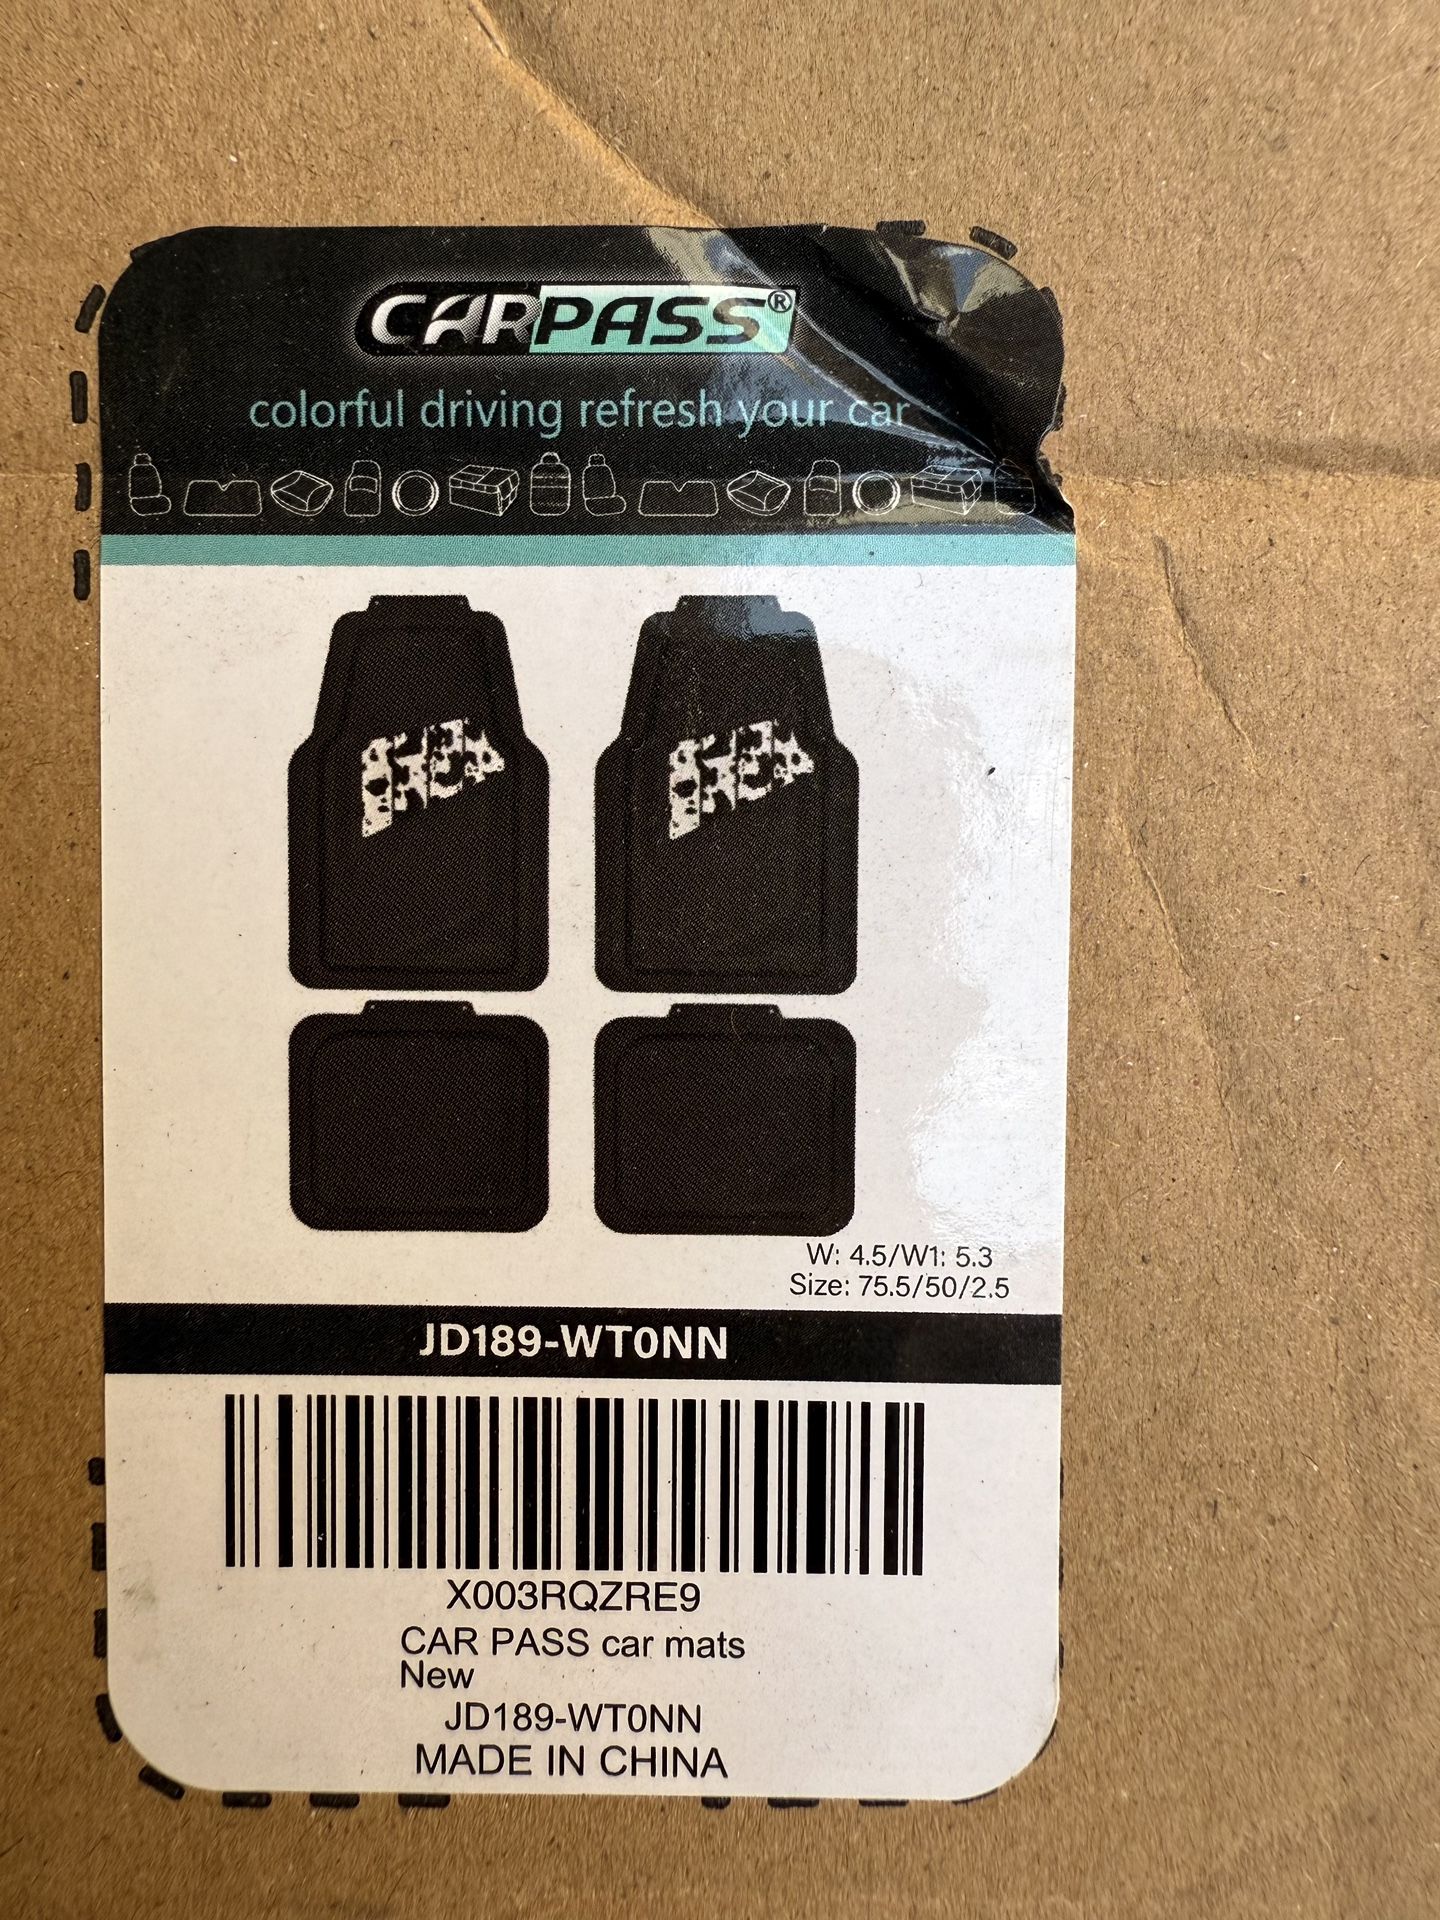 CARPASS®
colorful driving refresh your car
W: 4.5/W1: 5.3
Size: 75.5/50/2.5
JD189-WT0NN
X003RQZRE9
CAR PASS car mats
New
JD189-WT0NN
MADE IN CHINA